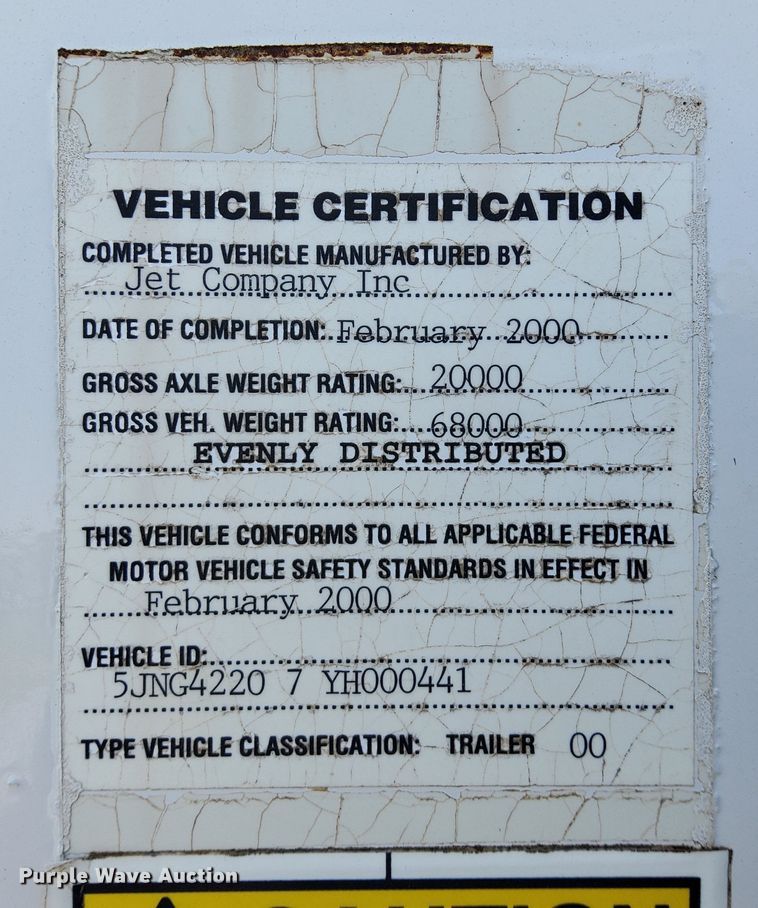 VEHICLE CERTIFICATION
COMPLETED VEHICLE MANUFACTURED BY:
Jet Company Inc
DATE OF COMPLETION: February 2000
GROSS AXLE WEIGHT RATING: 20000
GROSS VEH. WEIGHT RATING: 68000
EVENLY DISTRIBUTED
THIS VEHICLE CONFORMS TO ALL APPLICABLE FEDERAL
MOTOR VEHICLE SAFETY STANDARDS IN EFFECT IN
February 2000
VEHICLE ID:
5JNG4220 7 YH000441
TYPE VEHICLE CLASSIFICATION: TRAILER 00
Purple Wave Auction
CAUTION